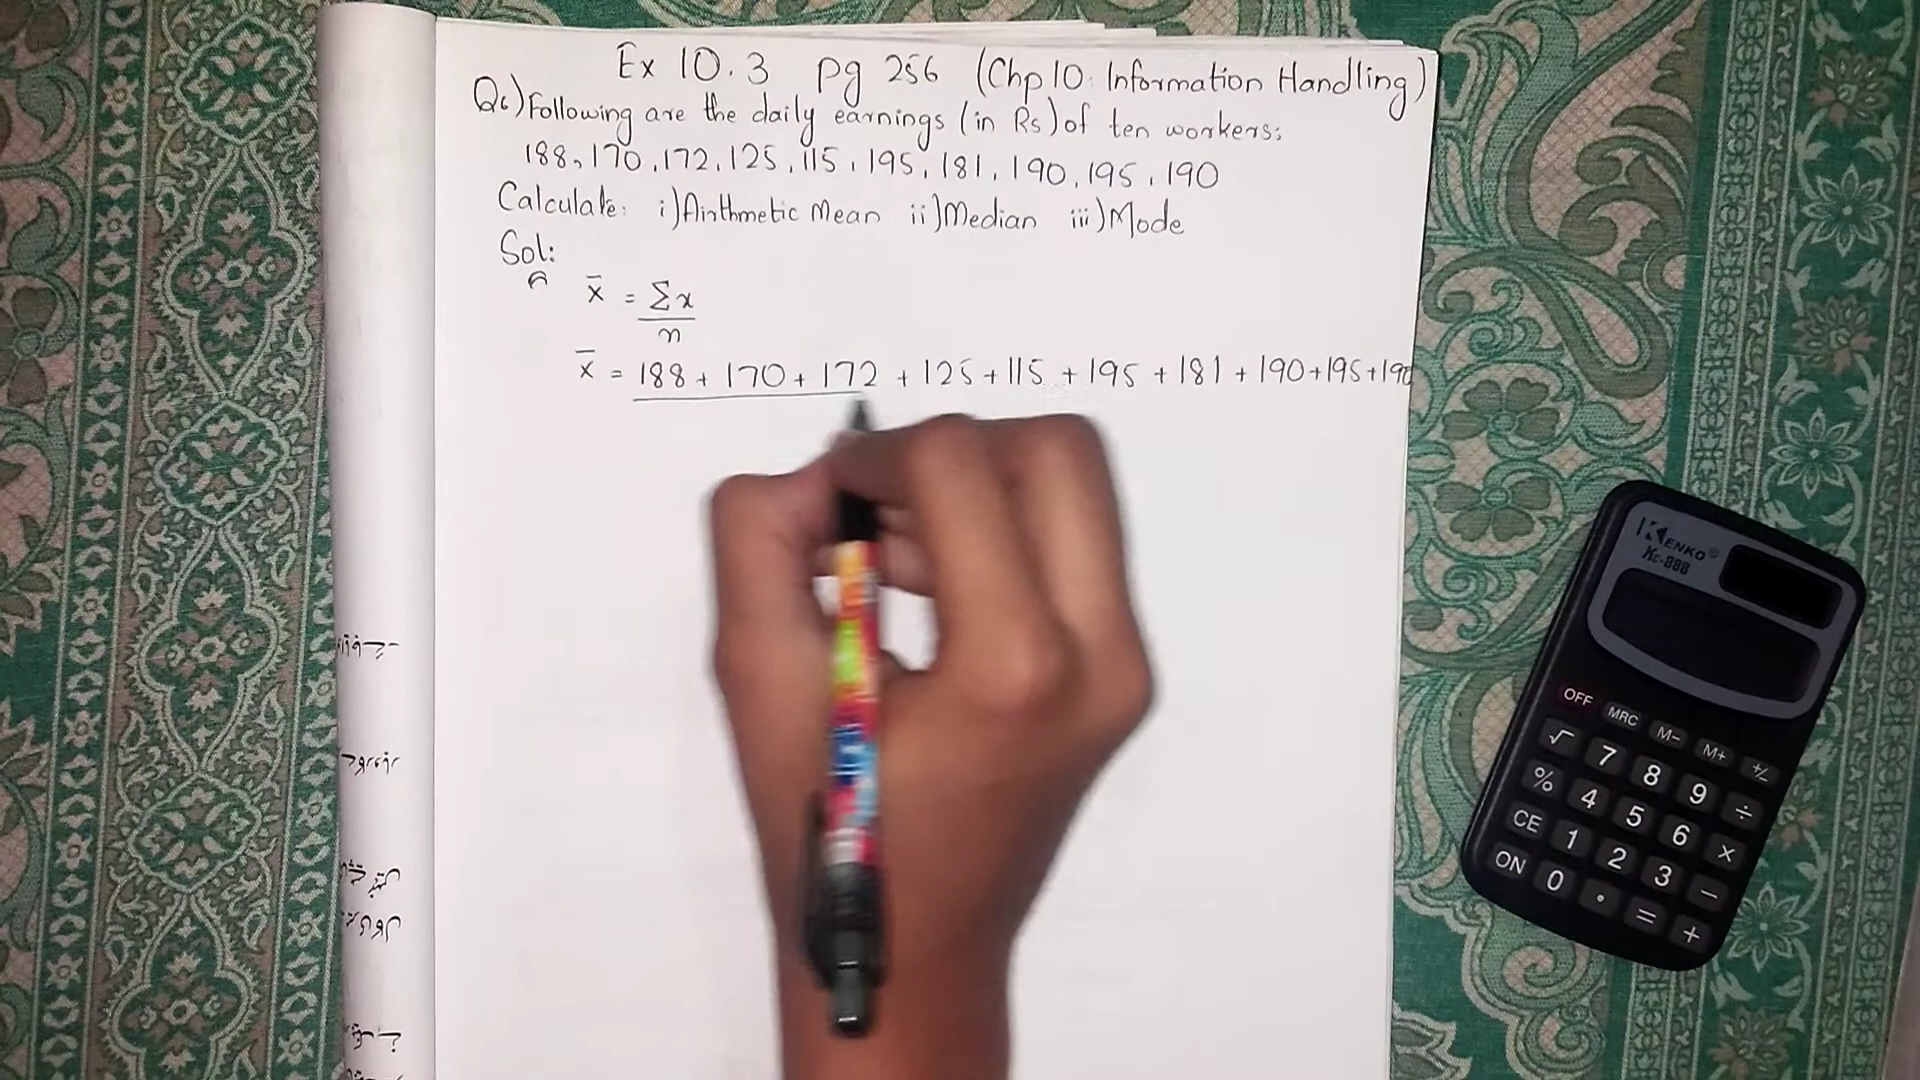 Ex 10.3 pg 256 (Chp 10: Information Handling)
Q6) Following are the daily earnings (in Rs) of ten workers:
188, 170, 172, 125, 115, 195, 181, 190, 195, 190
Calculate: i) Airthmetic Mean ii) Median iii) Mode
Sol:
x̄ = Σx
n
x̄ = 188 + 170 + 172 + 125 + 115 + 195 + 181 + 190 + 195 + 190
KENKO®
Kc-888
OFF MRC M- M+ +/-
√ 7 8 9 ÷
% 4 5 6 ×
CE 1 2 3 -
ON 0 . = +